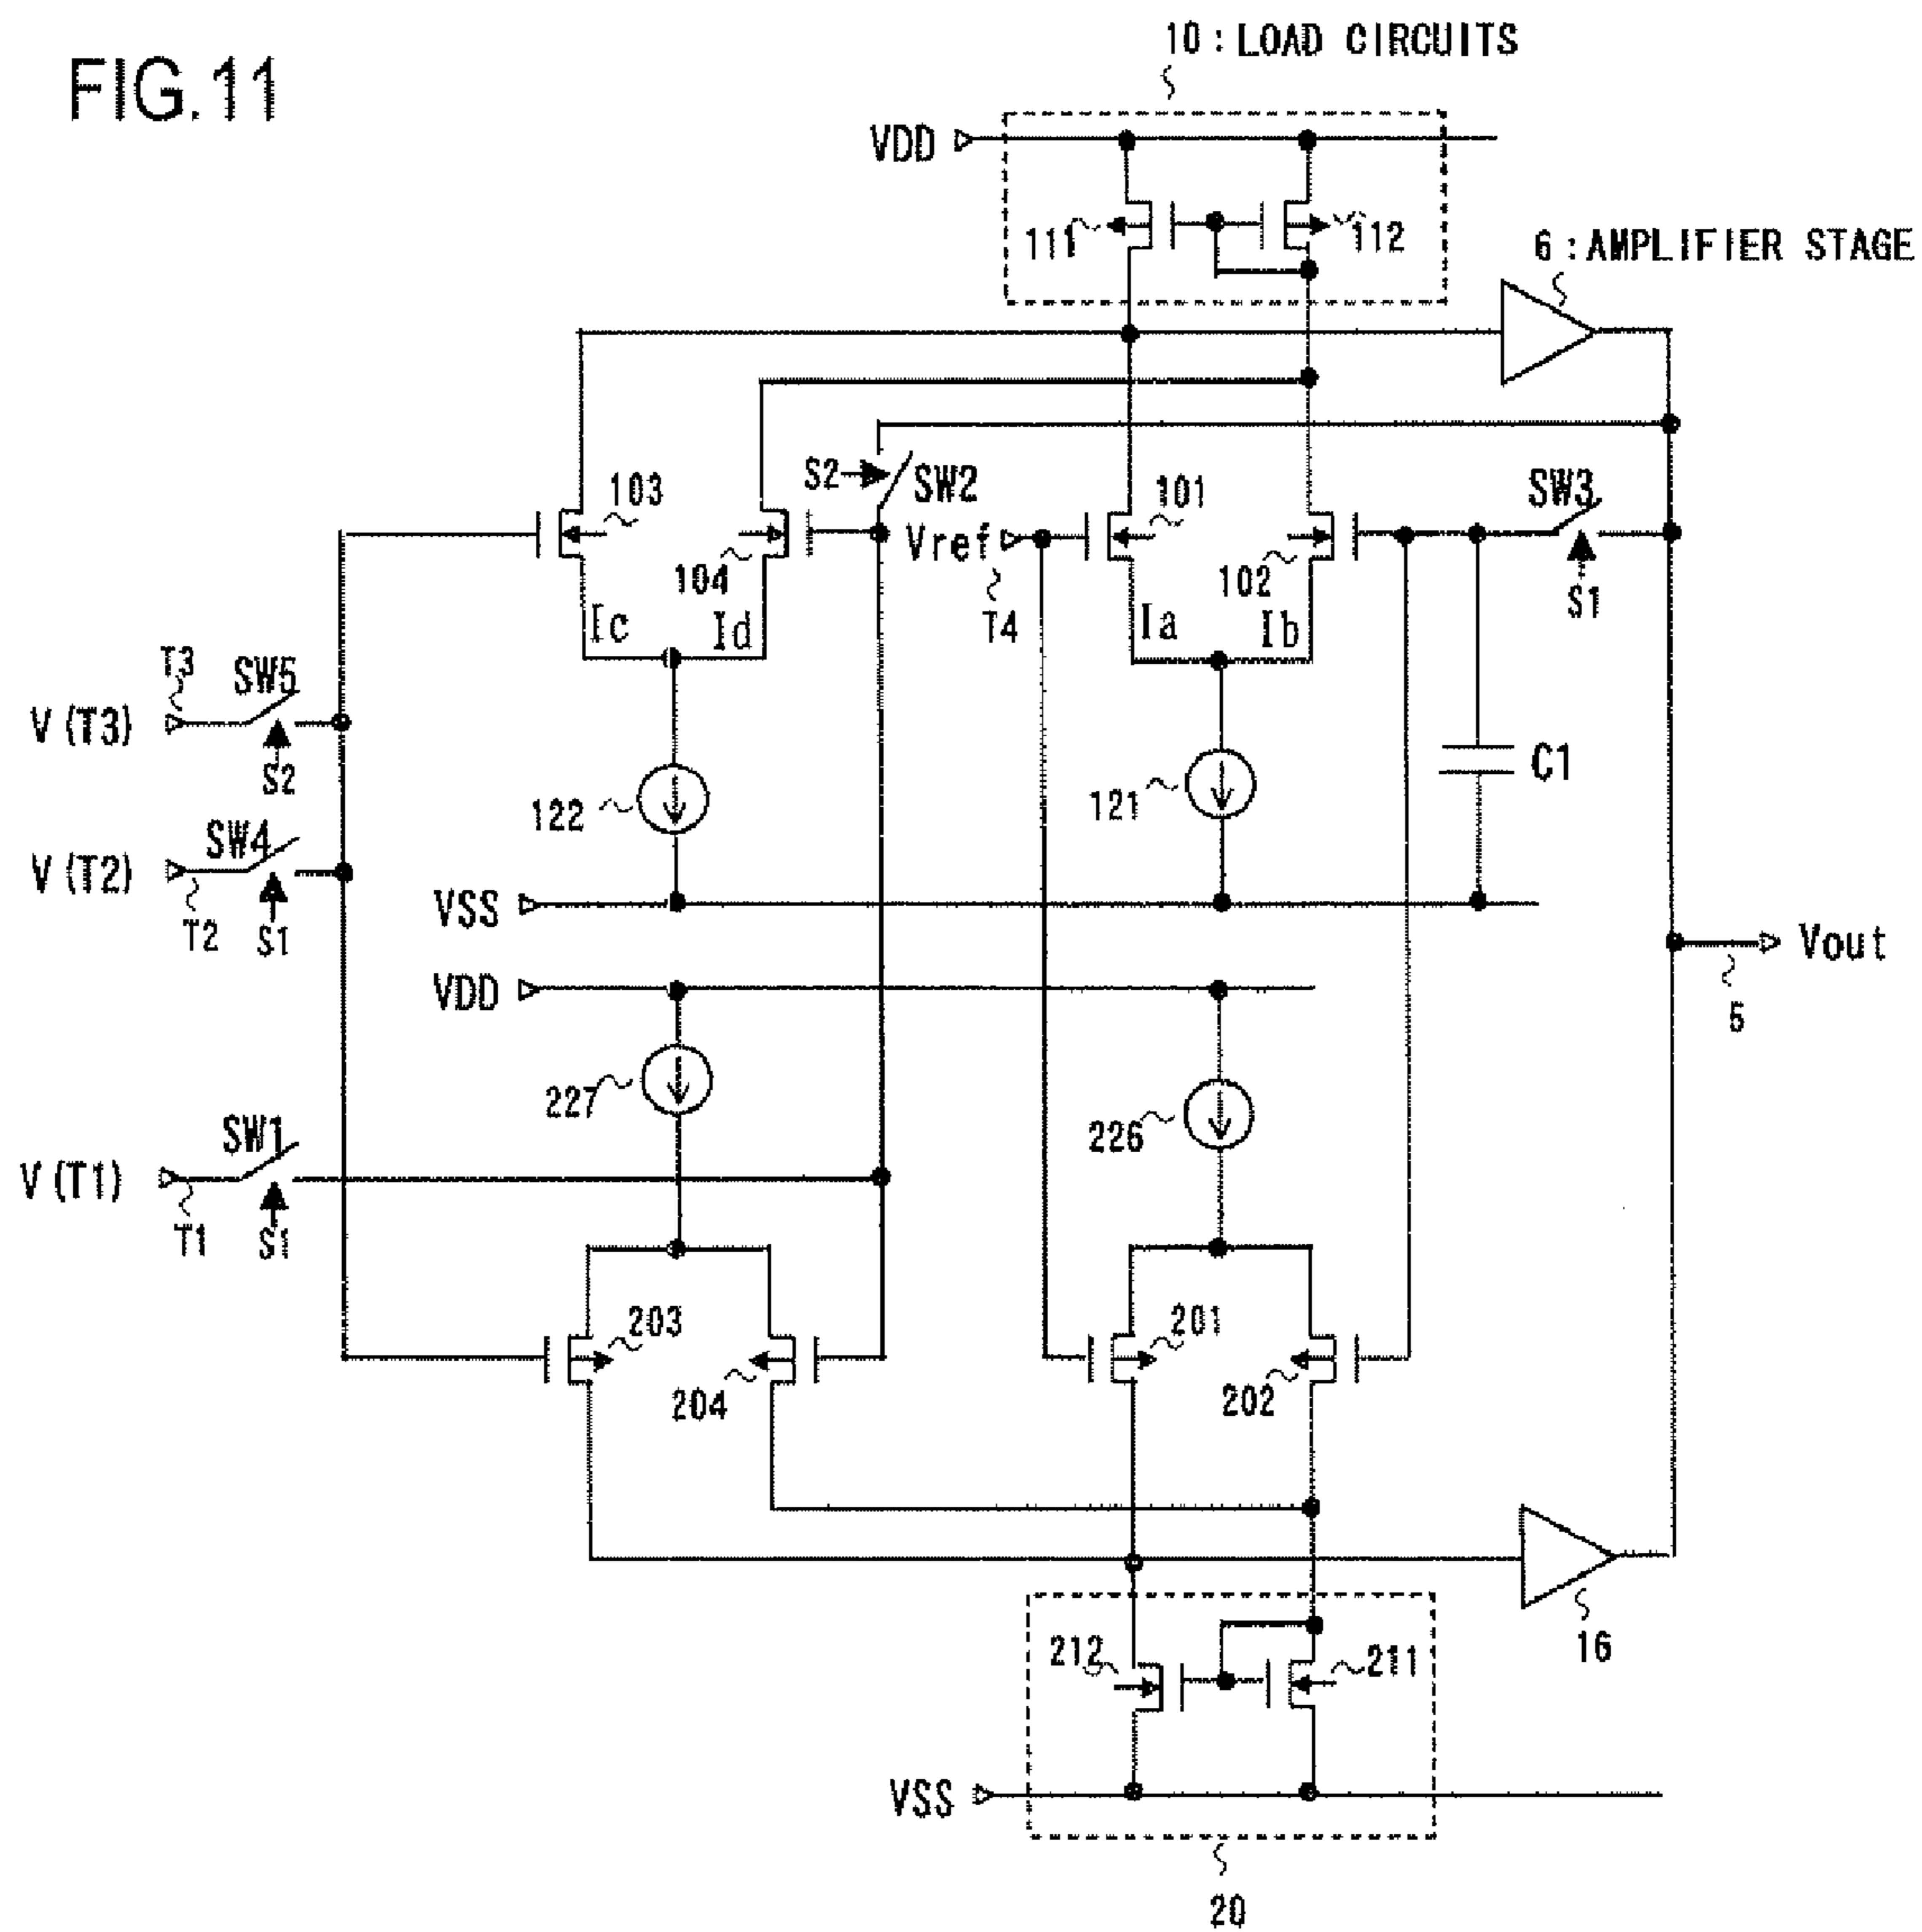 FIG.11
10 : LOAD CIRCUITS
VDD
111
112
6 : AMPLIFIER STAGE
S2
SW2
103
104
Vref
T4
101
102
SW3
S1
Ic
Id
Ia
Ib
T3
SW5
V (T3)
S2
122
121
C1
SW4
V (T2)
T2
S1
VSS
Vout
5
VDD
227
226
SW1
V (T1)
T1
S1
203
204
201
202
16
212
211
VSS
20